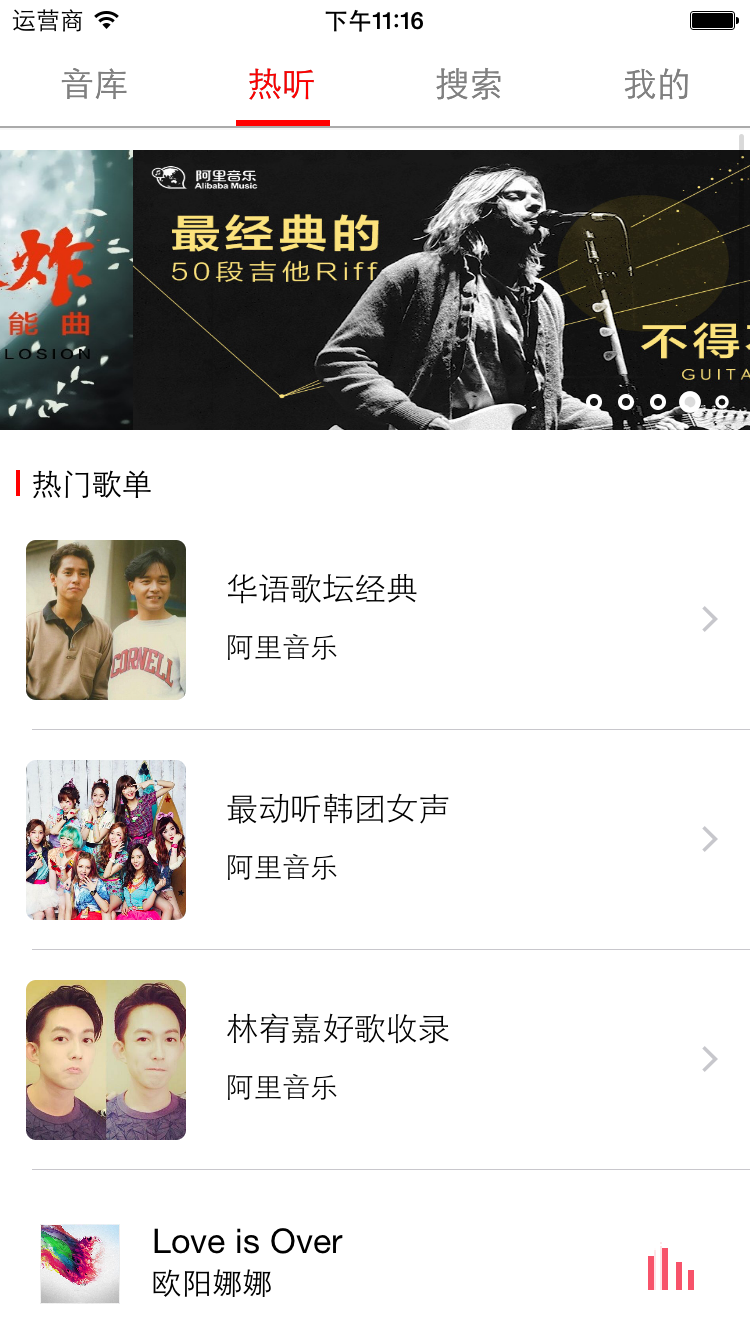 运营商
下午11:16
音库
热听
搜索
我的
炸
能 曲
LOSION
阿里音乐
Alibaba Music
最经典的
50段吉他Riff
不得
GUITA
热门歌单
华语歌坛经典
阿里音乐
CORNELL
最动听韩团女声
阿里音乐
林宥嘉好歌收录
阿里音乐
Love is Over
欧阳娜娜